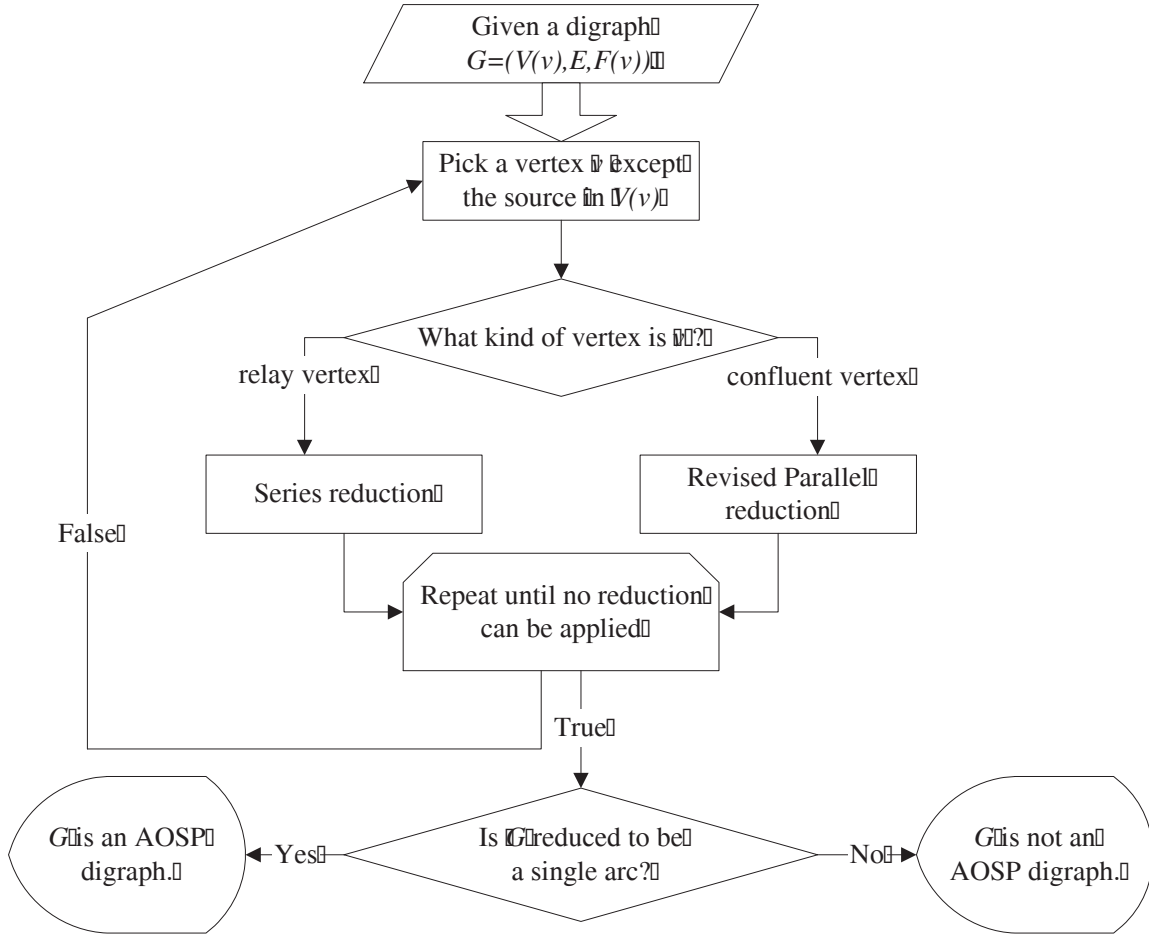 Given a digraph
G=(V(v),E,F(v))
Pick a vertex v except
the source in V(v)
What kind of vertex is v ?
relay vertex
confluent vertex
Series reduction
Revised Parallel
reduction
False
Repeat until no reduction
can be applied
True
G is an AOSP
digraph.
Yes
Is G reduced to be
a single arc?
No
G is not an
AOSP digraph.